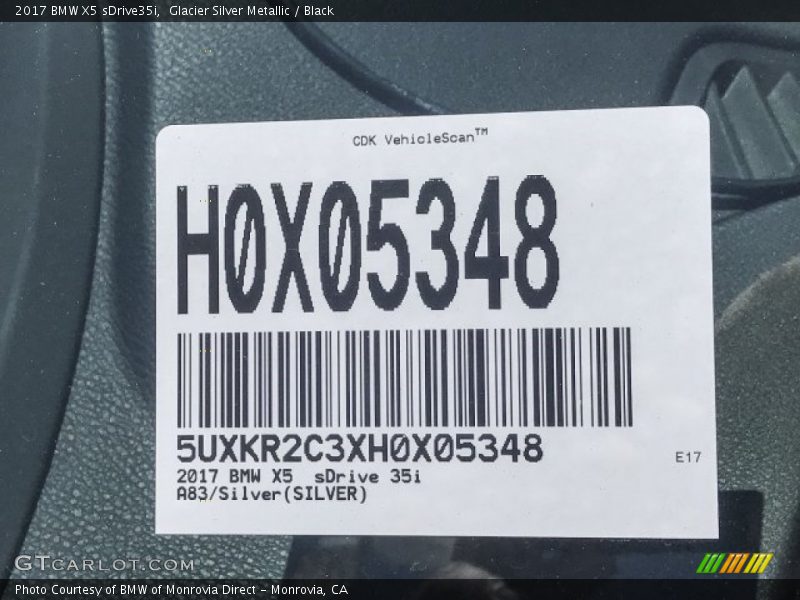 2017 BMW X5 sDrive35i,  Glacier Silver Metallic / Black
CDK VehicleScan™
H0X05348
5UXKR2C3XH0X05348
2017 BMW X5  sDrive 35i
E17
A83/Silver(SILVER)
GTcarlot.com
Photo Courtesy of BMW of Monrovia Direct - Monrovia, CA